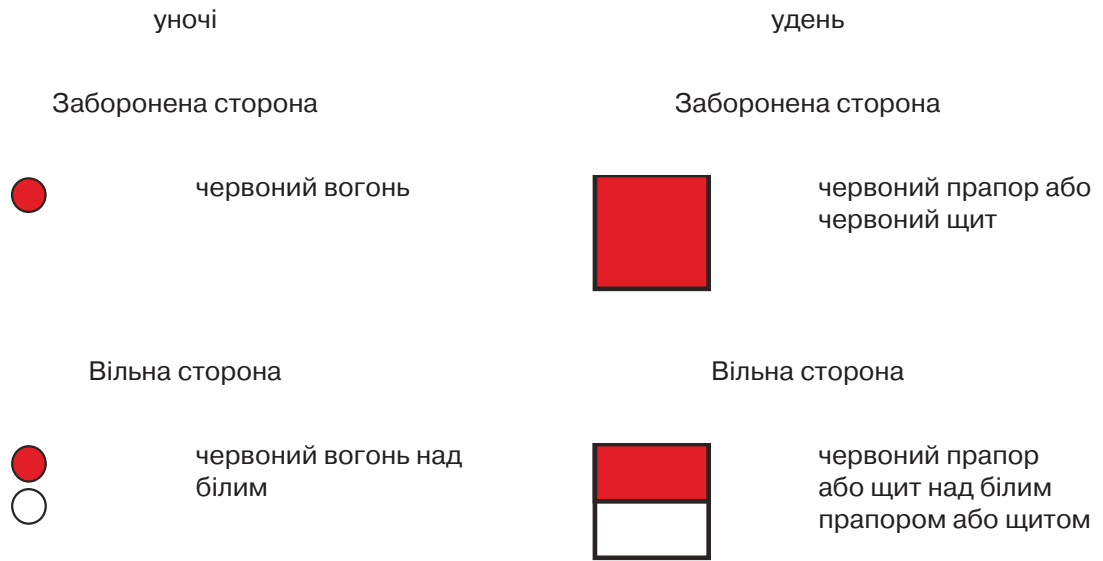 уночі
удень
Заборонена сторона
Заборонена сторона
червоний вогонь
червоний прапор або
червоний щит
Вільна сторона
Вільна сторона
червоний вогонь над
білим
червоний прапор
або щит над білим
прапором або щитом